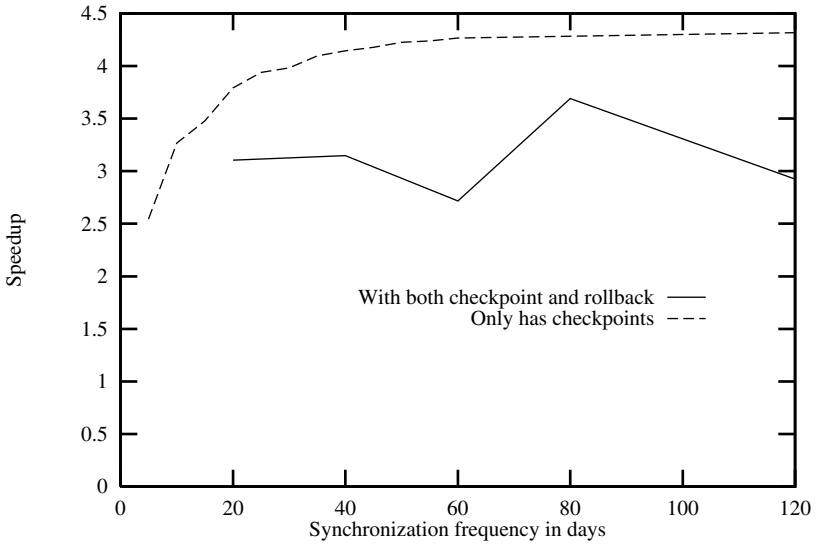 4.5
4
3.5
3
2.5
2
1.5
1
0.5
0
Speedup
With both checkpoint and rollback
Only has checkpoints
0 20 40 60 80 100 120
Synchronization frequency in days